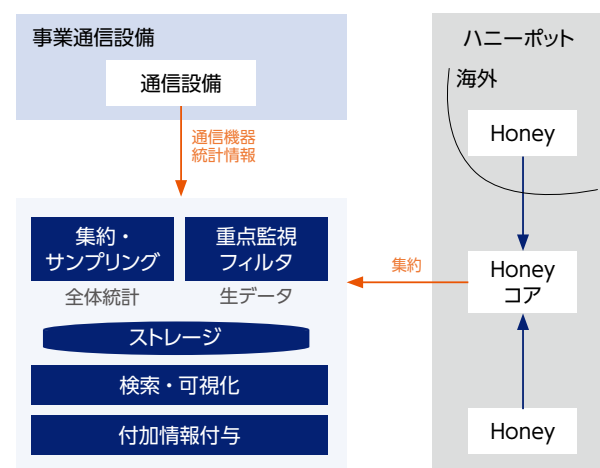 事業通信設備
通信設備
通信機器
統計情報
集約・
サンプリング
全体統計
重点監視
フィルタ
生データ
ストレージ
検索・可視化
付加情報付与
集約
ハニーポット
海外
Honey
Honey
コア
Honey